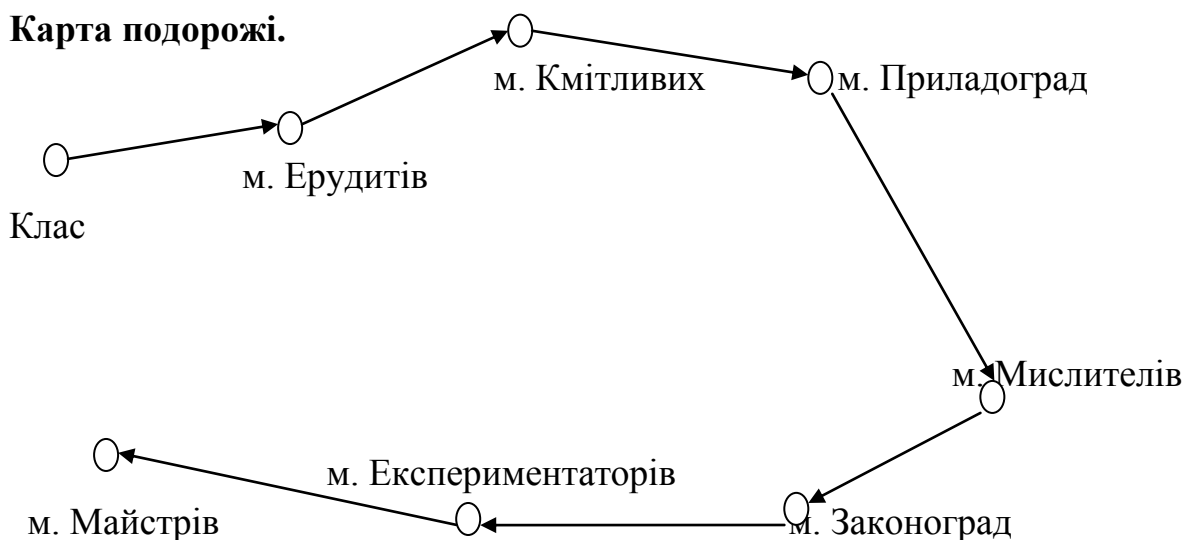 Карта подорожі.
м. Кмітливих
м. Приладоград
м. Ерудитів
Клас
м. Мислителів
м. Експериментаторів
м. Майстрів
м. Законоград